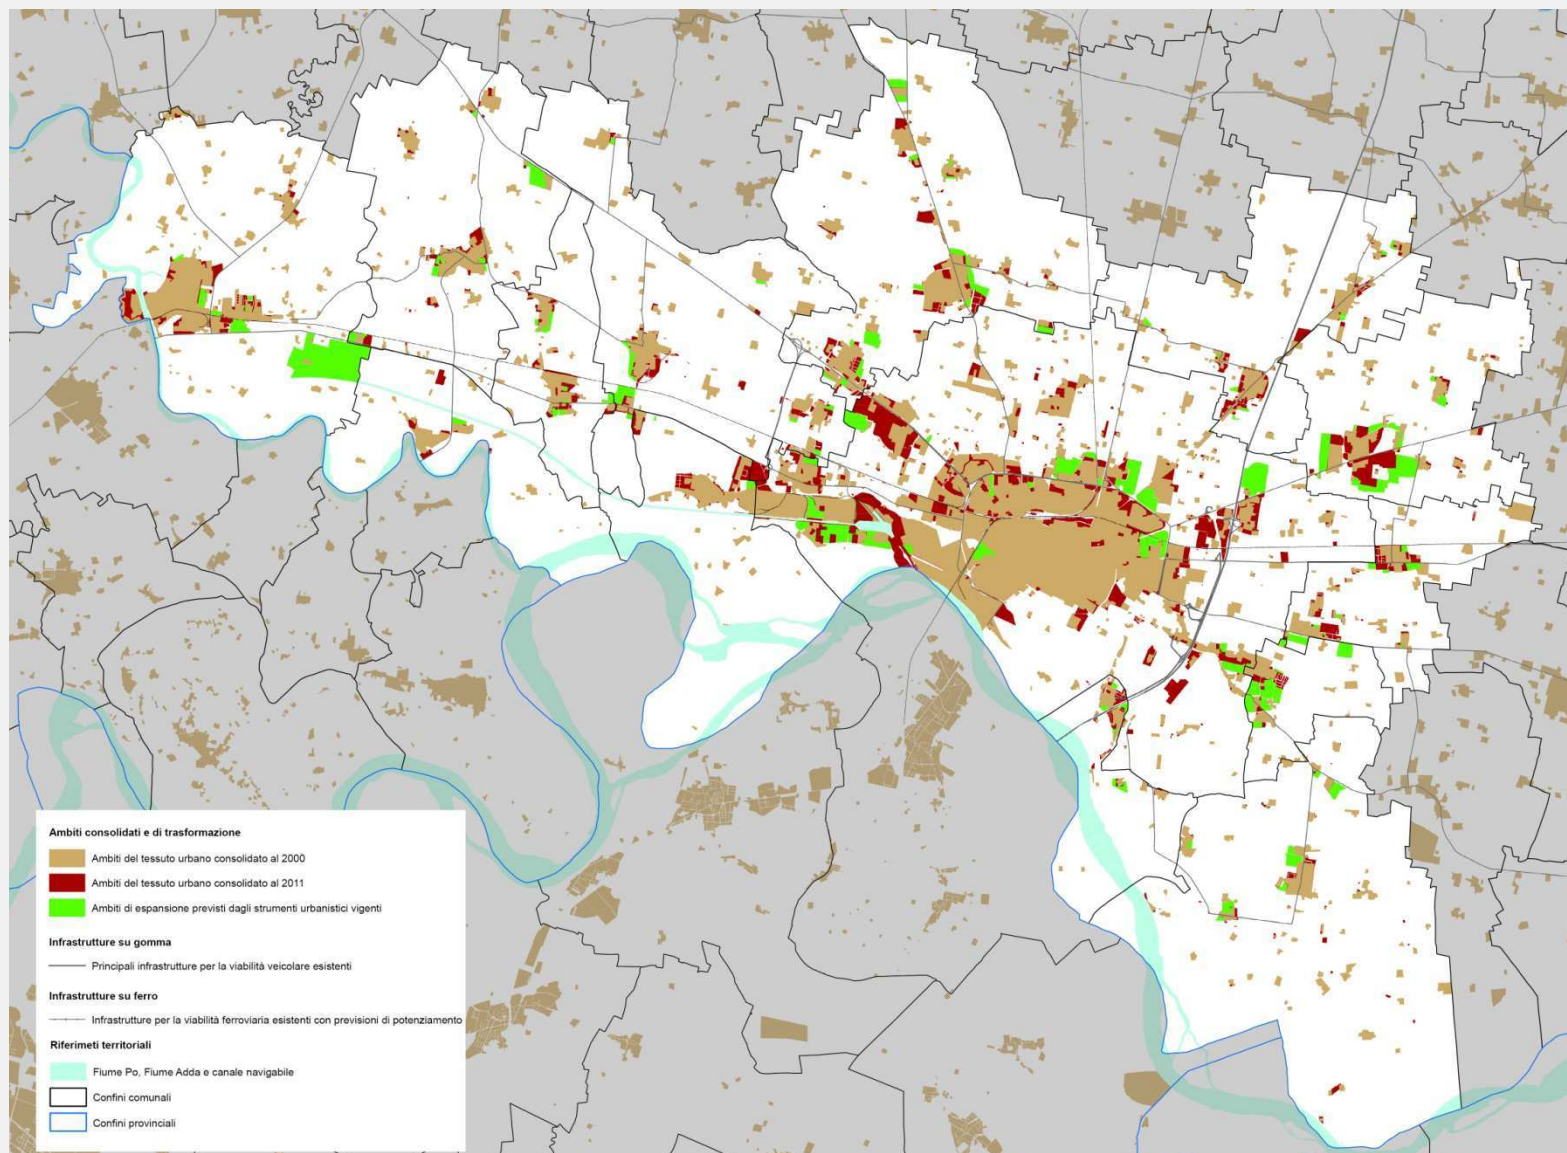 Ambiti consolidati e di trasformazione
Ambiti del tessuto urbano consolidato al 2000
Ambiti del tessuto urbano consolidato al 2011
Ambiti di espansione previsti dagli strumenti urbanistici vigenti
Infrastrutture su gomma
Principali infrastrutture per la viabilità veicolare esistenti
Infrastrutture su ferro
Infrastrutture per la viabilità ferroviaria esistenti con previsioni di potenziamento
Riferimeti territoriali
Fiume Po, Fiume Adda e canale navigabile
Confini comunali
Confini provinciali